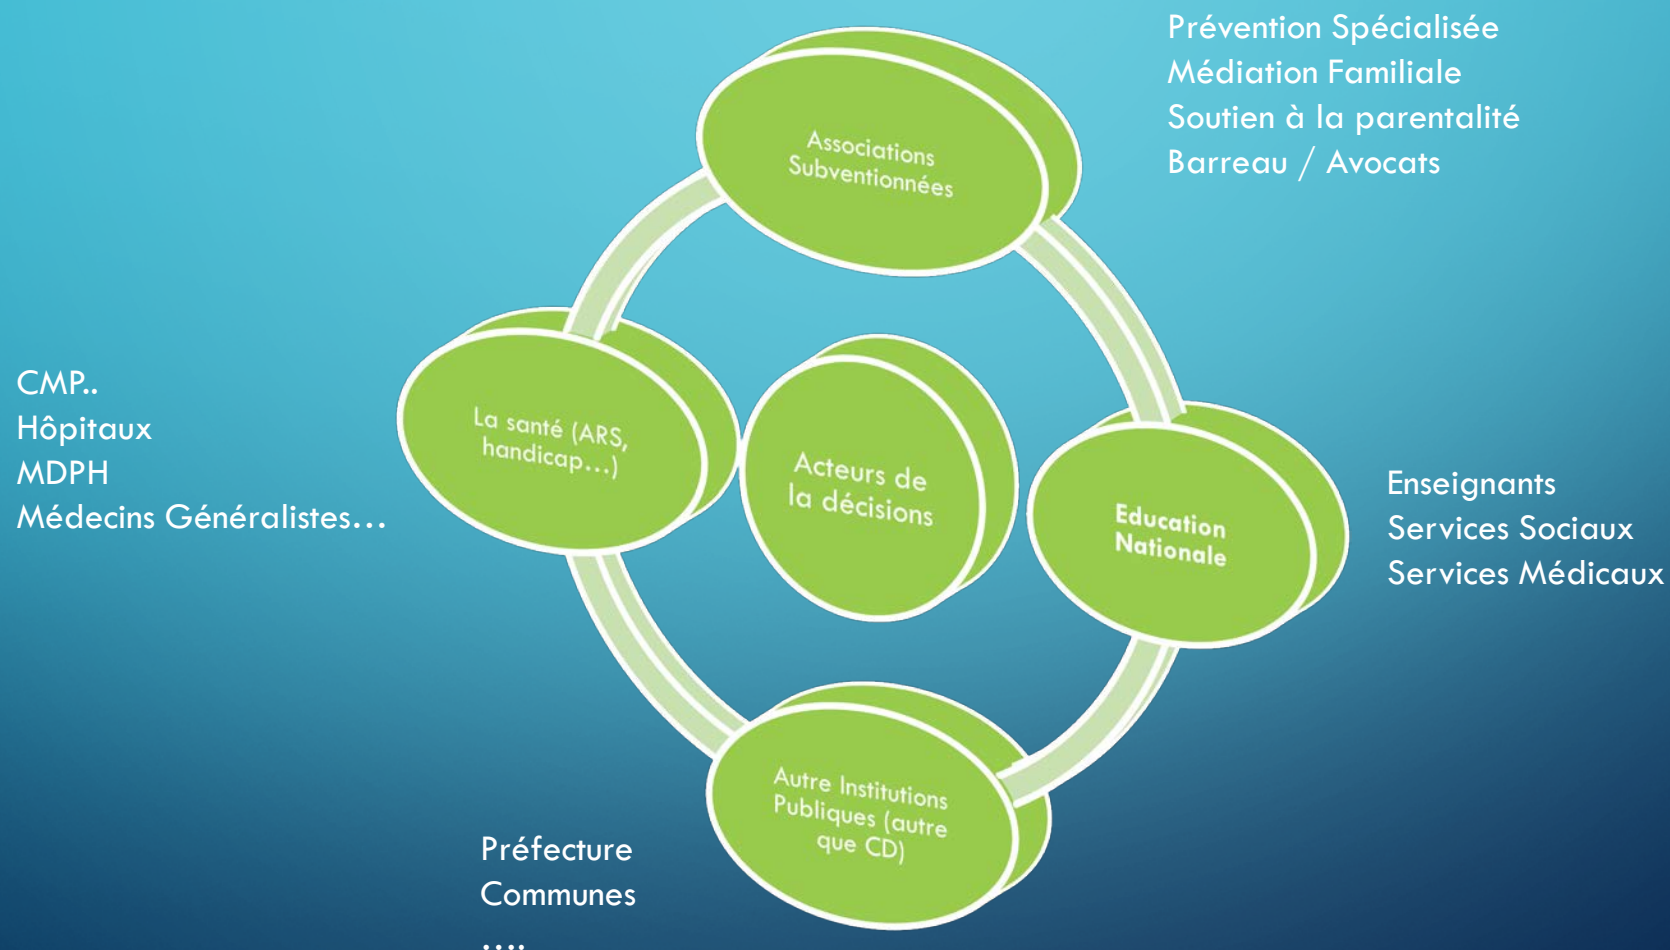 Prévention Spécialisée
Médiation Familiale
Soutien à la parentalité
Barreau / Avocats
Associations
Subventionnées
CMP..
Hôpitaux
MDPH
Médecins Généralistes…
La santé (ARS,
handicap…)
Acteurs de
la décisions
Education
Nationale
Enseignants
Services Sociaux
Services Médicaux
Autre Institutions
Publiques (autre
que CD)
Préfecture
Communes
….